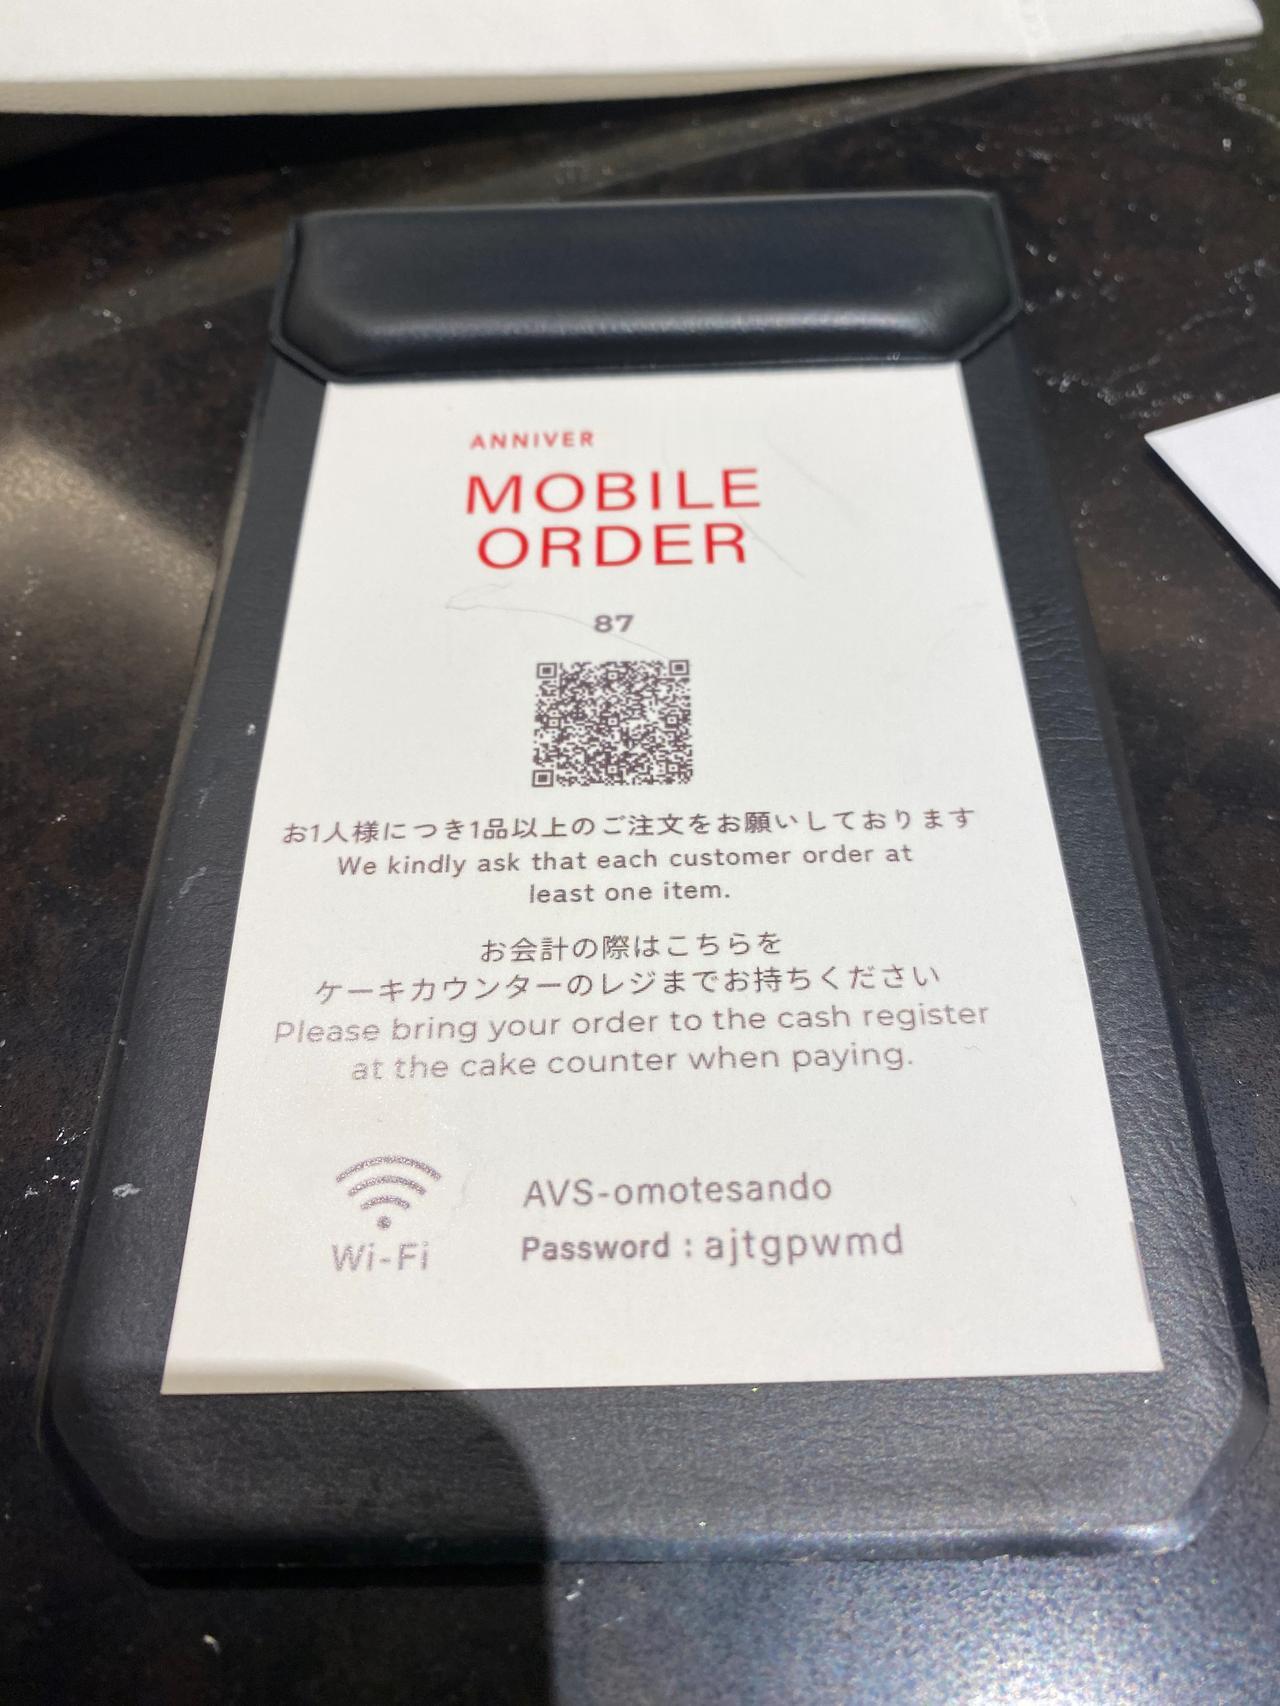 ANNIVER
MOBILE
ORDER
87
お1人様につき1品以上のご注文をお願いしております
We kindly ask that each customer order at
least one item.
お会計の際はこちらを
ケーキカウンターのレジまでお持ちください
Please bring your order to the cash register
at the cake counter when paying.
Wi-Fi
AVS-omotesando
Password : ajtgpwmd